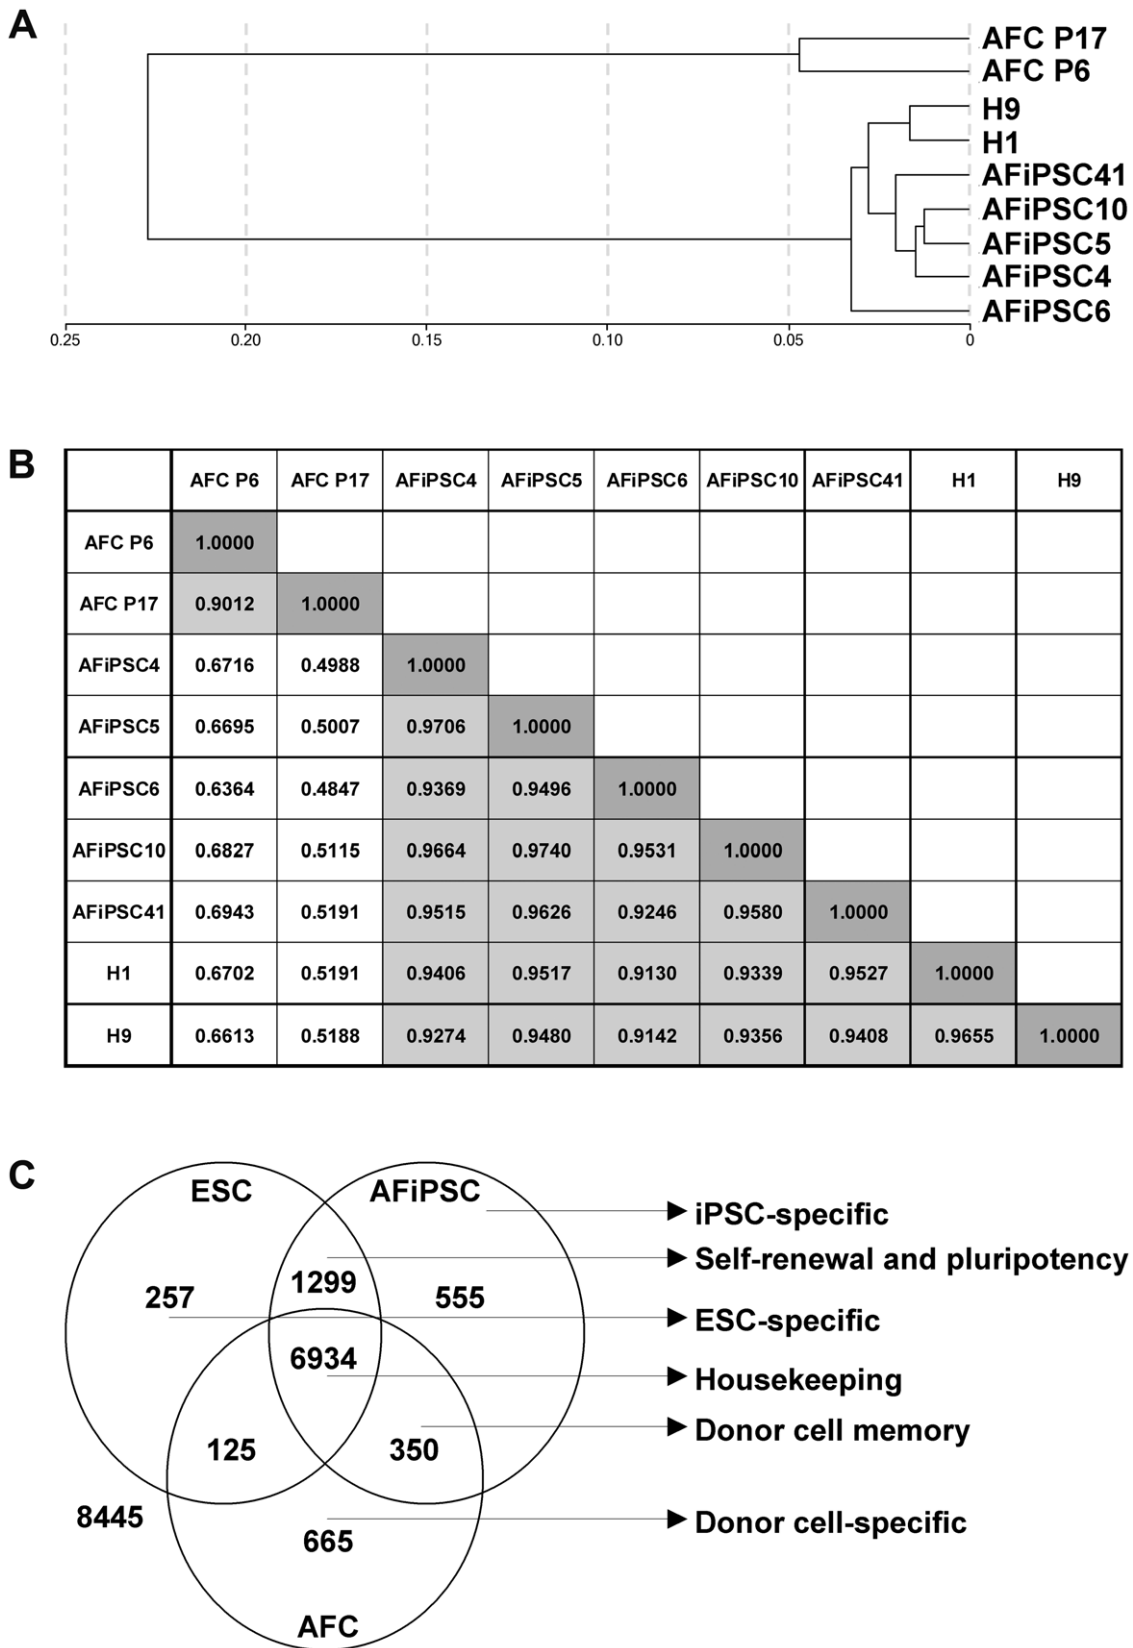 A
AFC P17
AFC P6
H9
H1
AFiPSC41
AFiPSC10
AFiPSC5
AFiPSC4
AFiPSC6
0.25 0.20 0.15 0.10 0.05 0
B
AFC P6 AFC P17 AFiPSC4 AFiPSC5 AFiPSC6 AFiPSC10 AFiPSC41 H1 H9
AFC P6 1.0000
AFC P17 0.9012 1.0000
AFiPSC4 0.6716 0.4988 1.0000
AFiPSC5 0.6695 0.5007 0.9706 1.0000
AFiPSC6 0.6364 0.4847 0.9369 0.9496 1.0000
AFiPSC10 0.6827 0.5115 0.9664 0.9740 0.9531 1.0000
AFiPSC41 0.6943 0.5191 0.9515 0.9626 0.9246 0.9580 1.0000
H1 0.6702 0.5191 0.9406 0.9517 0.9130 0.9339 0.9527 1.0000
H9 0.6613 0.5188 0.9274 0.9480 0.9142 0.9356 0.9408 0.9655 1.0000
C
ESC AFiPSC
iPSC-specific
Self-renewal and pluripotency
257 1299 555
ESC-specific
6934
Housekeeping
Donor cell memory
125 350
8445
Donor cell-specific
665
AFC